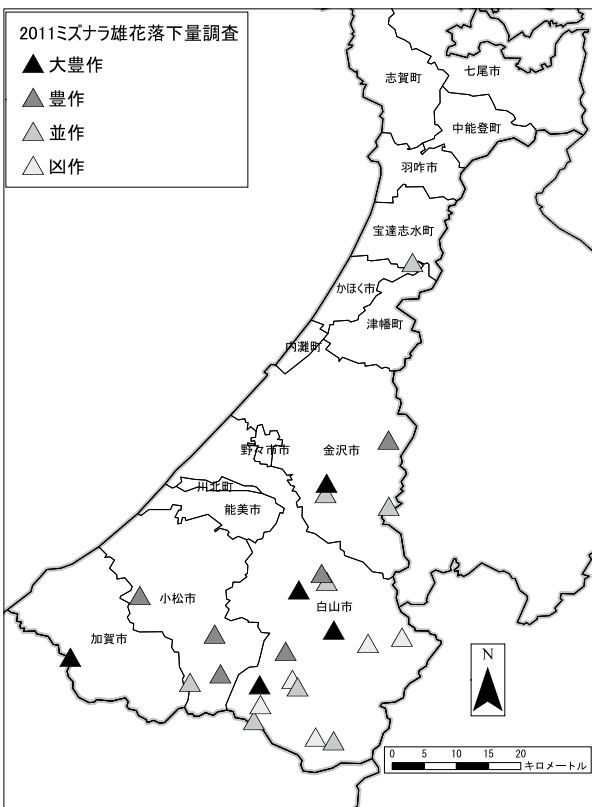 2011ミズナラ雄花落下量調査
大豊作
豊作
並作
凶作
七尾市
志賀町
中能登町
羽咋市
宝達志水町
かほく市
津幡町
内灘町
野々市市
金沢市
川北町
能美市
小松市
白山市
加賀市
N
0 5 10 15 20
キロメートル